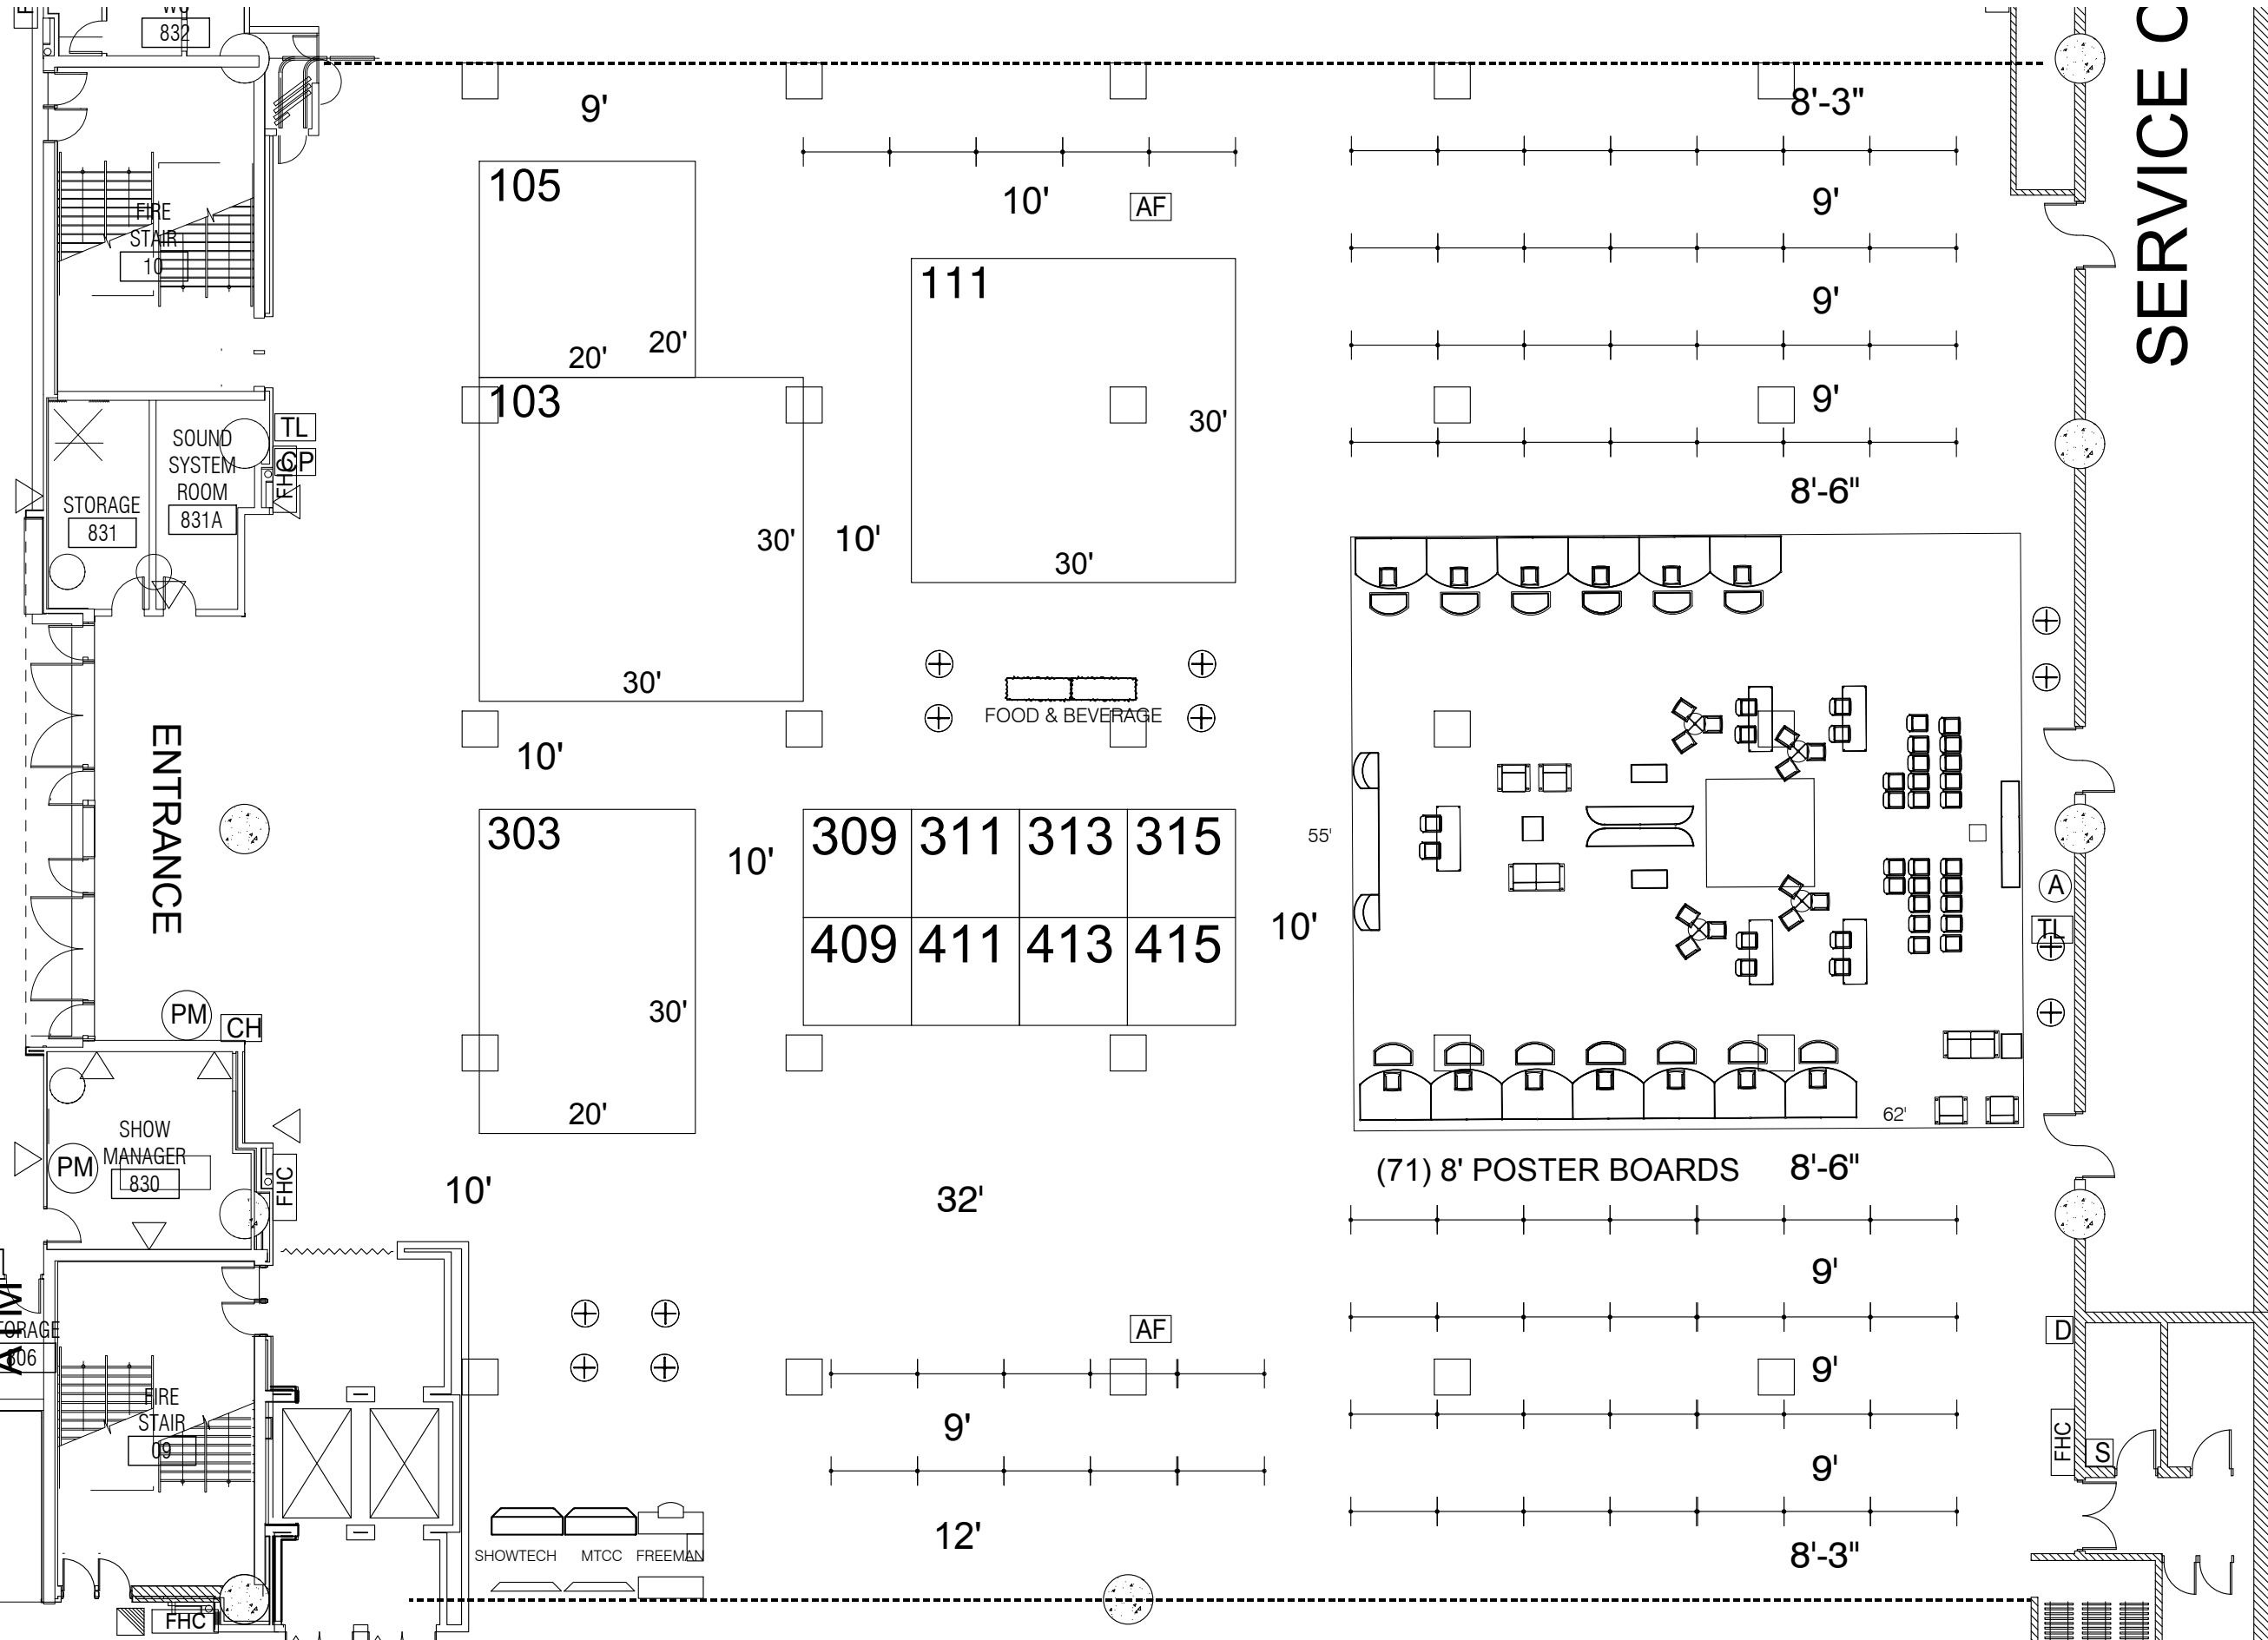 832
SERVICE
9'
8'-3"
105
10'
AF
9'
FIRE
STAIR
10
20'
20'
111
9'
103
30'
9'
TL
CP
FHC
SOUND
SYSTEM
ROOM
831A
STORAGE
831
8'-6"
30'
10'
30'
30'
FOOD & BEVERAGE
ENTRANCE
10'
303
10'
309 311 313 315
409 411 413 415
55'
10'
A
TL
30'
20'
PM
CH
62'
SHOW
MANAGER
830
PM
FHC
(71) 8' POSTER BOARDS
8'-6"
10'
32'
9'
AF
D
806
9'
FIRE
STAIR
09
9'
FHC
S
9'
12'
SHOWTECH MTCC FREEMAN
8'-3"
FHC